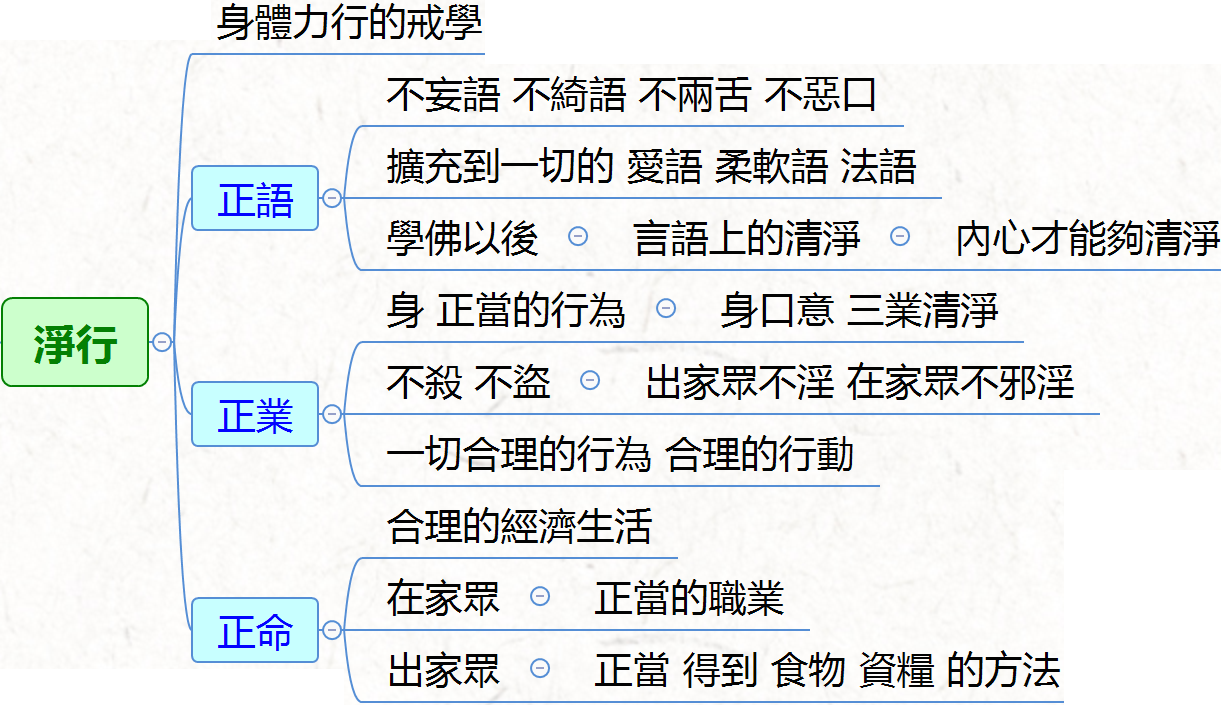 身體力行的戒學
不妄語 不綺語 不兩舌 不惡口
擴充到一切的 愛語 柔軟語 法語
正語
學佛以後 言語上的清淨 內心才能夠清淨
身 正當的行為 身口意 三業清淨
淨行
不殺 不盜 出家眾不淫 在家眾不邪淫
正業
一切合理的行為 合理的行動
合理的經濟生活
在家眾 正當的職業
正命
出家眾 正當 得到 食物 資糧 的方法